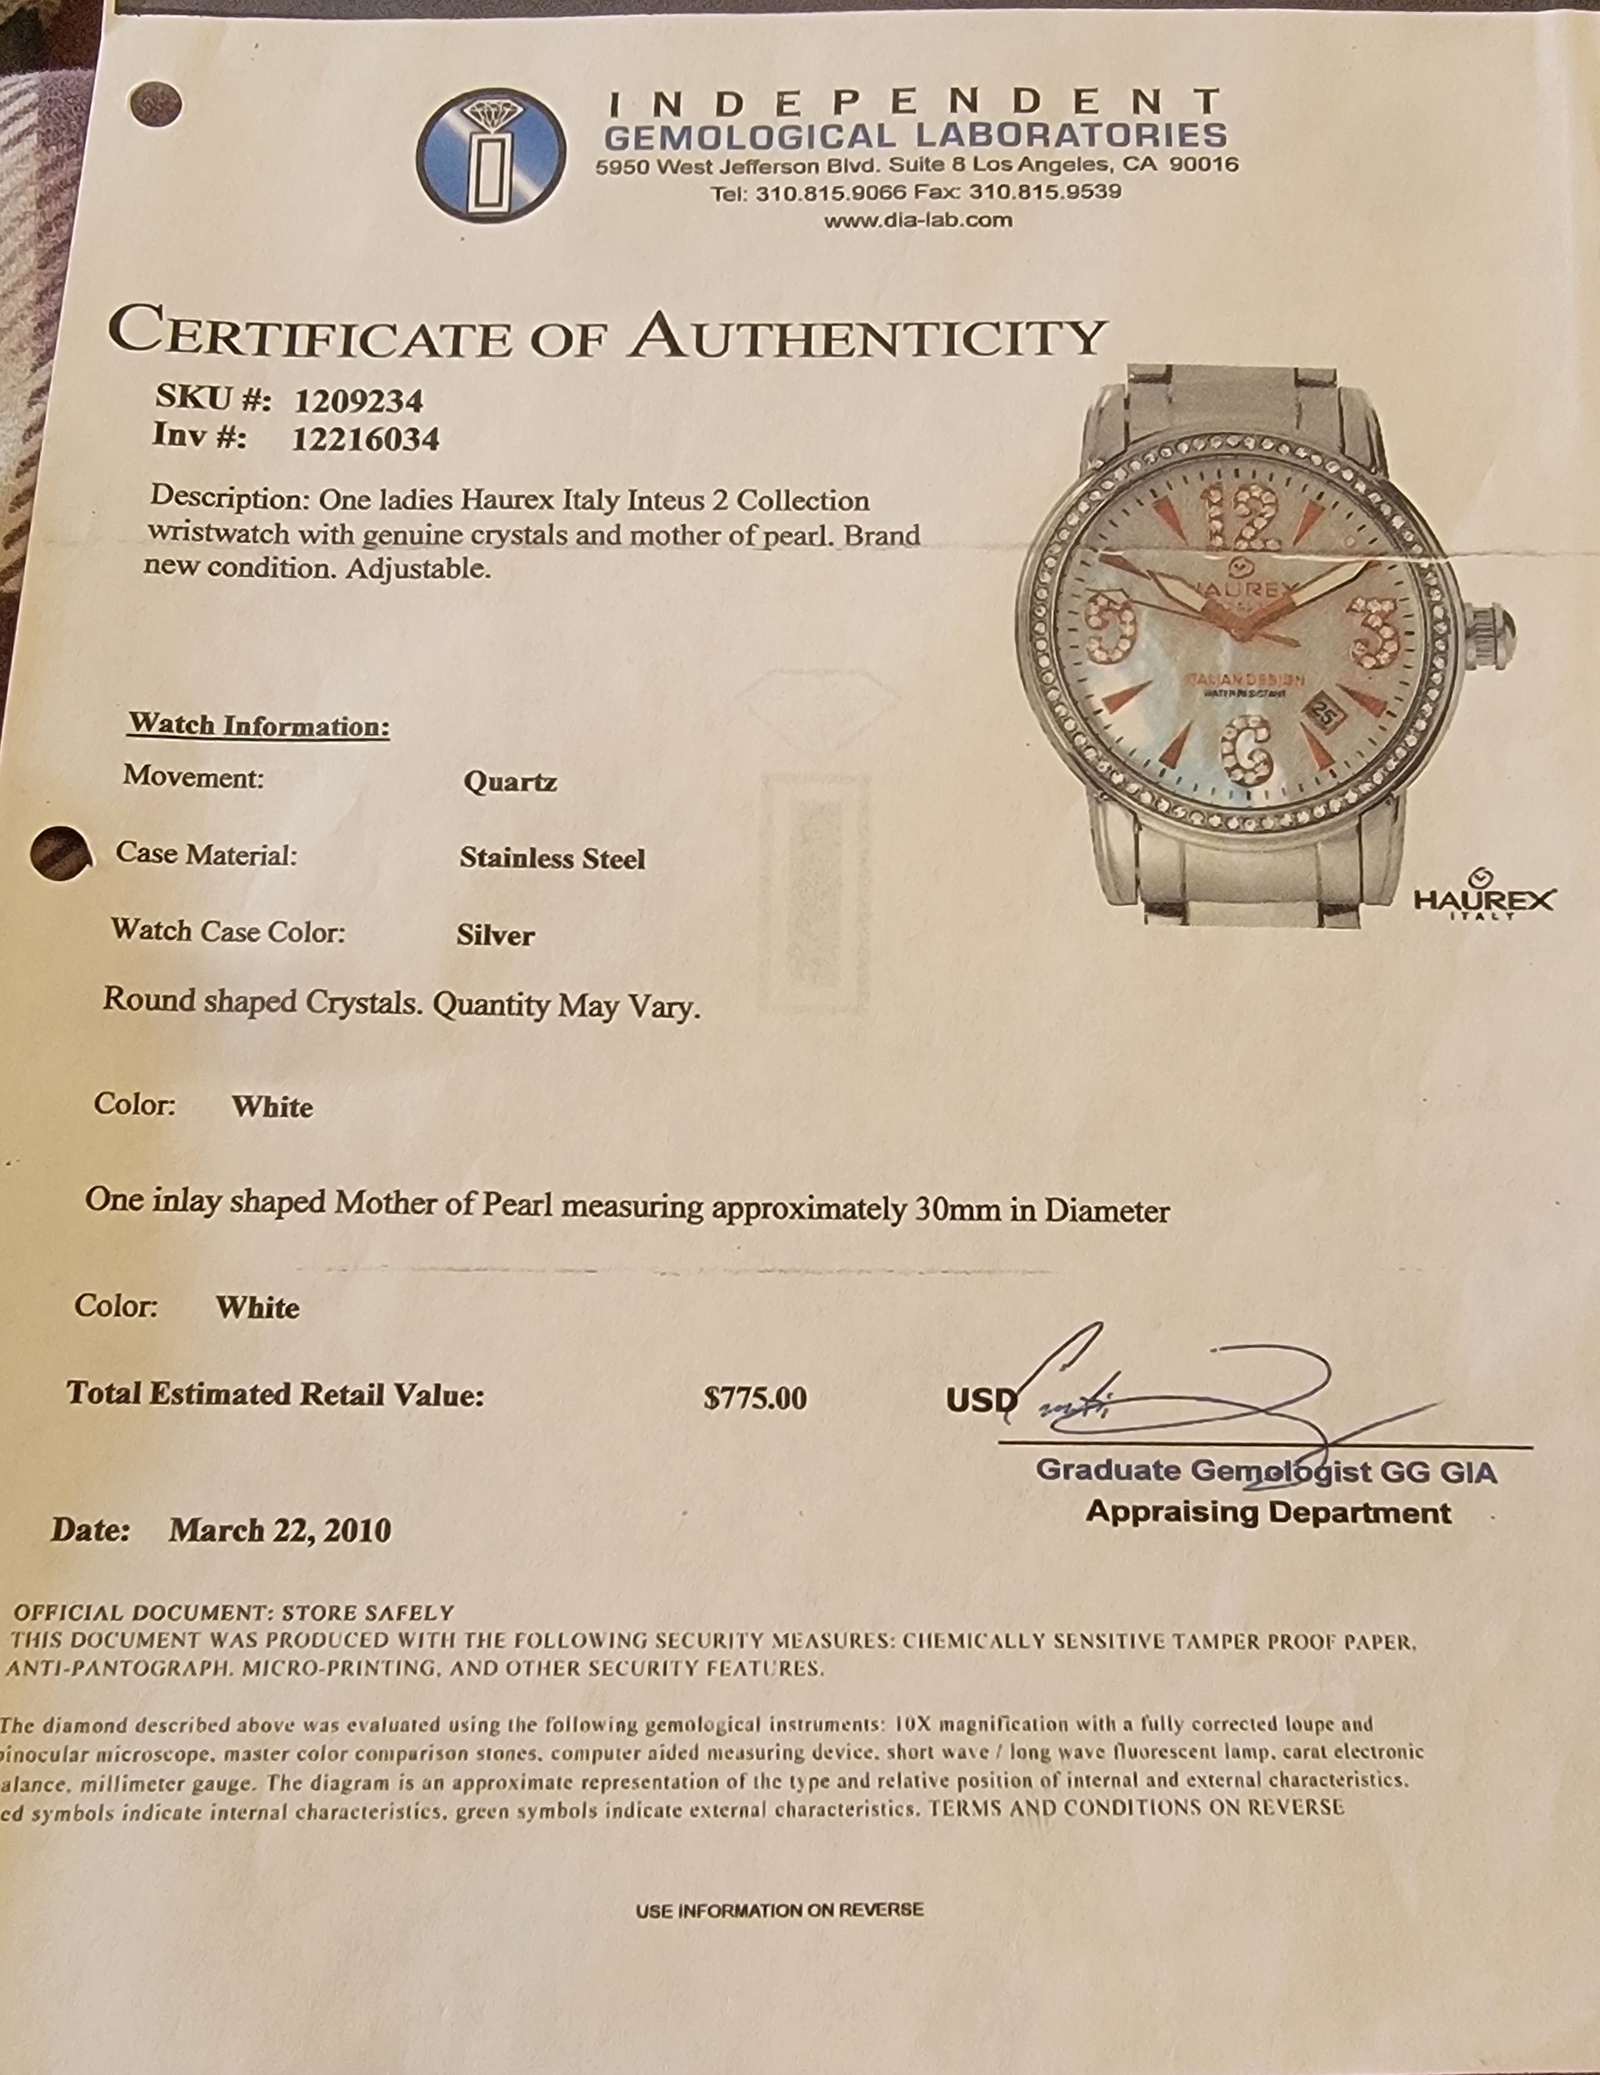 INDEPENDENT
GEMOLOGICAL LABORATORIES
5950 West Jefferson Blvd. Suite 8 Los Angeles, CA 90016
Tel: 310.815.9066 Fax: 310.815.9539
www.dia-lab.com
CERTIFICATE OF AUTHENTICITY
SKU #: 1209234
Inv #: 12216034
Description: One ladies Haurex Italy Inteus 2 Collection
wristwatch with genuine crystals and mother of pearl. Brand
new condition. Adjustable.
12
HAUREX
9
3
ITALIAN DESIGN
WATER RESISTANT
25
6
HAUREX
ITALY
Watch Information:
Movement: Quartz
Case Material: Stainless Steel
Watch Case Color: Silver
Round shaped Crystals. Quantity May Vary.
Color: White
One inlay shaped Mother of Pearl measuring approximately 30mm in Diameter
Color: White
Total Estimated Retail Value: $775.00 USD
Graduate Gemologist GG GIA
Appraising Department
Date: March 22, 2010
OFFICIAL DOCUMENT: STORE SAFELY
THIS DOCUMENT WAS PRODUCED WITH THE FOLLOWING SECURITY MEASURES: CHEMICALLY SENSITIVE TAMPER PROOF PAPER,
ANTI-PANTOGRAPH. MICRO-PRINTING, AND OTHER SECURITY FEATURES.
The diamond described above was evaluated using the following gemological instruments: 10X magnification with a fully corrected loupe and
binocular microscope, master color comparison stones, computer aided measuring device, short wave / long wave fluorescent lamp, carat electronic
alance, millimeter gauge. The diagram is an approximate representation of the type and relative position of internal and external characteristics.
ed symbols indicate internal characteristics, green symbols indicate external characteristics. TERMS AND CONDITIONS ON REVERSE
USE INFORMATION ON REVERSE